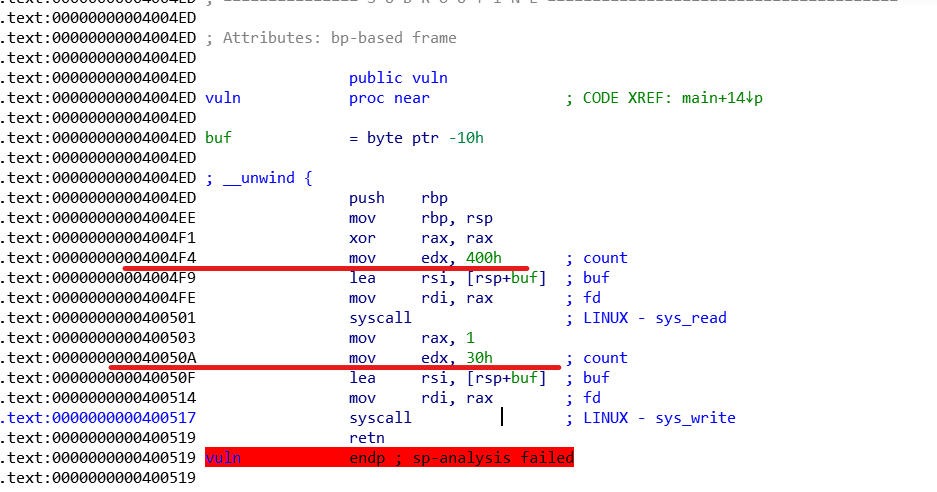 .text:00000000004004ED ; =============== S U B R O U T I N E =======================================
.text:00000000004004ED
.text:00000000004004ED ; Attributes: bp-based frame
.text:00000000004004ED
.text:00000000004004ED public vuln
.text:00000000004004ED vuln proc near ; CODE XREF: main+14↓p
.text:00000000004004ED
.text:00000000004004ED buf = byte ptr -10h
.text:00000000004004ED
.text:00000000004004ED ; __unwind {
.text:00000000004004ED push rbp
.text:00000000004004EE mov rbp, rsp
.text:00000000004004F1 xor rax, rax
.text:00000000004004F4 mov edx, 400h ; count
.text:00000000004004F9 lea rsi, [rsp+buf] ; buf
.text:00000000004004FE mov rdi, rax ; fd
.text:0000000000400501 syscall ; LINUX - sys_read
.text:0000000000400503 mov rax, 1
.text:000000000040050A mov edx, 30h ; count
.text:000000000040050F lea rsi, [rsp+buf] ; buf
.text:0000000000400514 mov rdi, rax ; fd
.text:0000000000400517 syscall ; LINUX - sys_write
.text:0000000000400519 retn
.text:0000000000400519 vuln endp ; sp-analysis failed
.text:0000000000400519